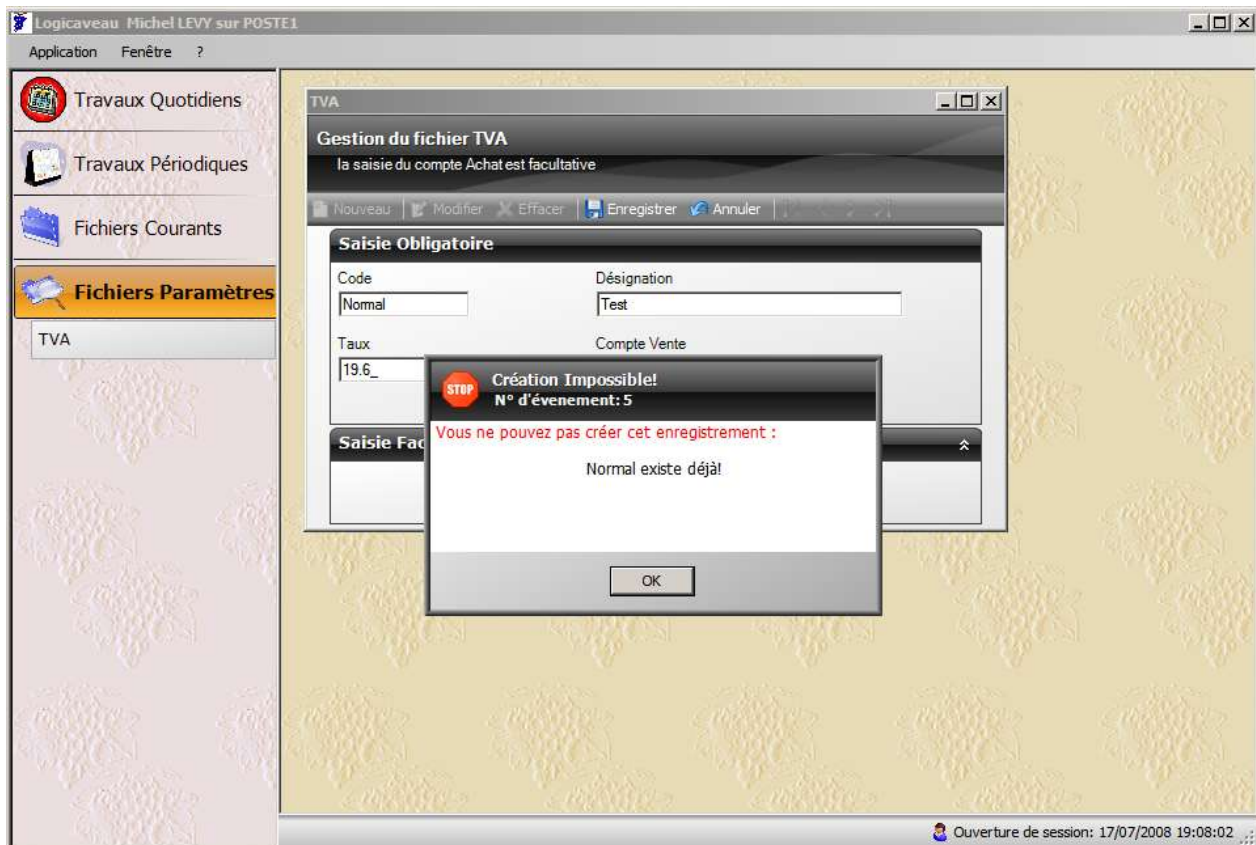 Logicaveau Michel LEVY sur POSTE1
Application Fenêtre ?
Travaux Quotidiens
Travaux Périodiques
Fichiers Courants
Fichiers Paramètres
TVA
TVA
Gestion du fichier TVA
la saisie du compte Achat est facultative
Nouveau Modifier Effacer Enregistrer Annuler
Saisie Obligatoire
Code Désignation
Normal Test
Taux Compte Vente
19.6_
Saisie Fac
STOP
Création Impossible!
N° d'évenement: 5
Vous ne pouvez pas créer cet enregistrement :
Normal existe déjà!
OK
Ouverture de session: 17/07/2008 19:08:02